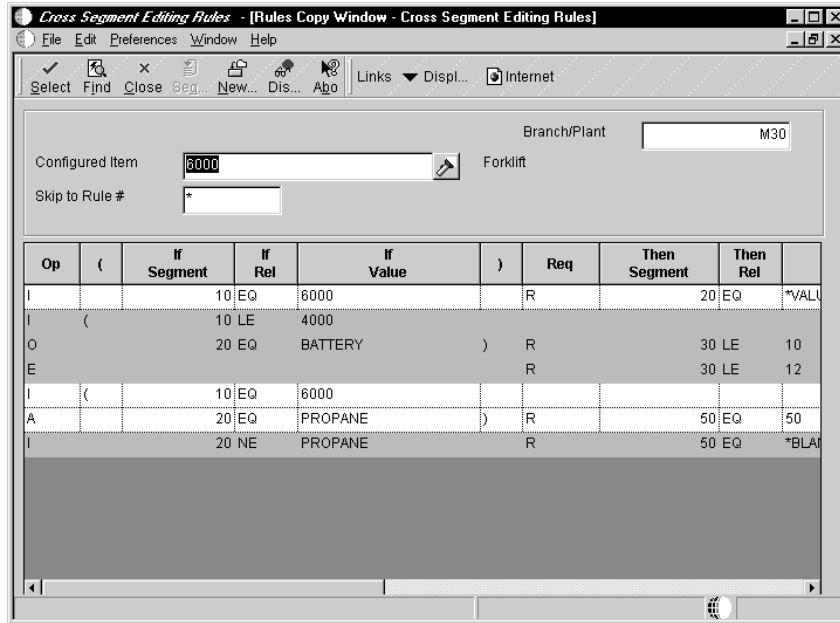 Cross Segment Editing Rules - [Rules Copy Window - Cross Segment Editing Rules]
File Edit Preferences Window Help
Select Find Close Seq... New... Dis... Abo Links Displ... Internet
Branch/Plant M30
Configured Item 6000 Forklift
Skip to Rule # *
Op ( If Segment If Rel If Value ) Req Then Segment Then Rel
I 10 EQ 6000 R 20 EQ *VALU
I ( 10 LE 4000
O 20 EQ BATTERY ) R 30 LE 10
E R 30 LE 12
I ( 10 EQ 6000
A 20 EQ PROPANE ) R 50 EQ 50
I 20 NE PROPANE R 50 EQ *BLAN